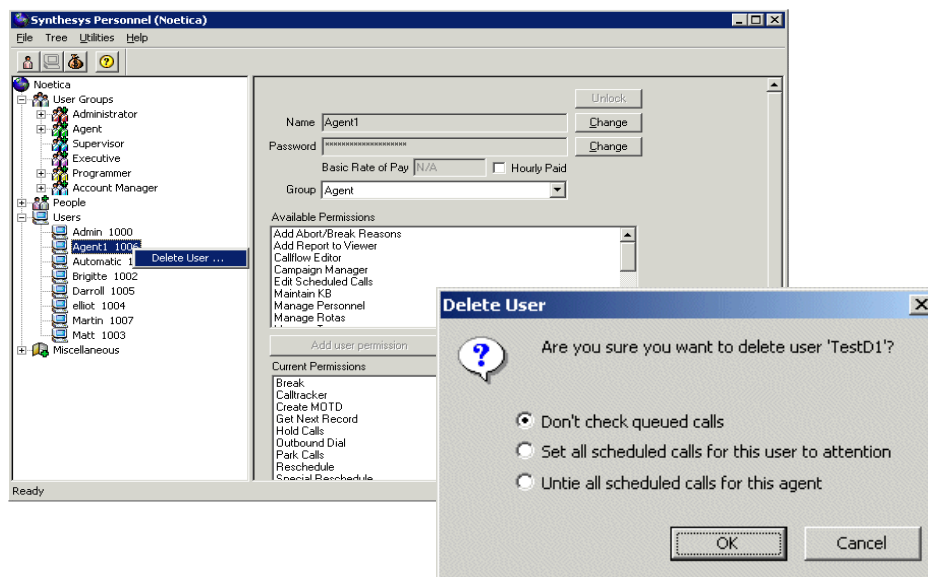 Synthesys Personnel (Noetica)
File Tree Utilities Help
Noetica
User Groups
Administrator
Agent
Supervisor
Executive
Programmer
Account Manager
People
Users
Admin 1000
Agent1 1006
Automatic 1
Brigitte 1002
Darroll 1005
elliot 1004
Martin 1007
Matt 1003
Miscellaneous
Delete User ...
Unlock
Name Agent1 Change
Password ******************* Change
Basic Rate of Pay N/A Hourly Paid
Group Agent
Available Permissions
Add Abort/Break Reasons
Add Report to Viewer
Callflow Editor
Campaign Manager
Edit Scheduled Calls
Maintain KB
Manage Personnel
Manage Rotas
Add user permission
Current Permissions
Break
Calltracker
Create MOTD
Get Next Record
Hold Calls
Outbound Dial
Park Calls
Reschedule
Special Reschedule
Ready
Delete User
Are you sure you want to delete user 'TestD1'?
Don't check queued calls
Set all scheduled calls for this user to attention
Untie all scheduled calls for this agent
OK Cancel